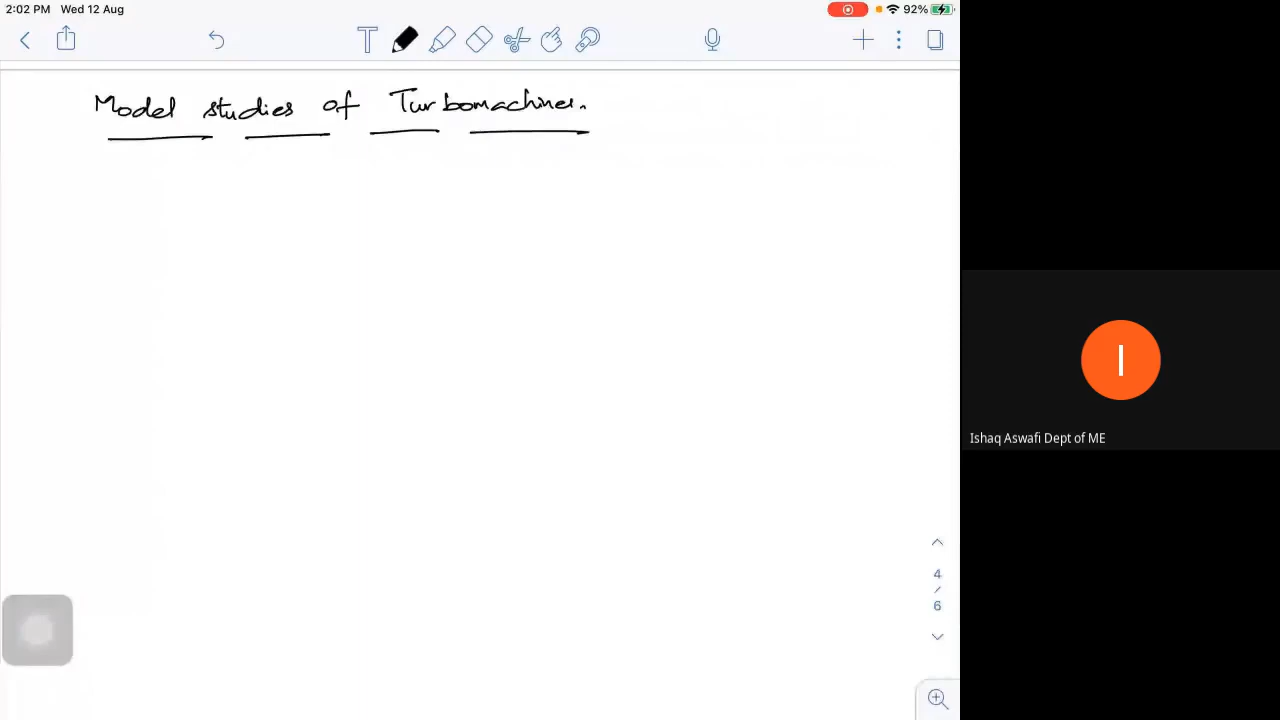 2:02 PM Wed 12 Aug
92%
T
Model studies of Turbomachines.
I
Ishaq Aswafi Dept of ME
4
/
6